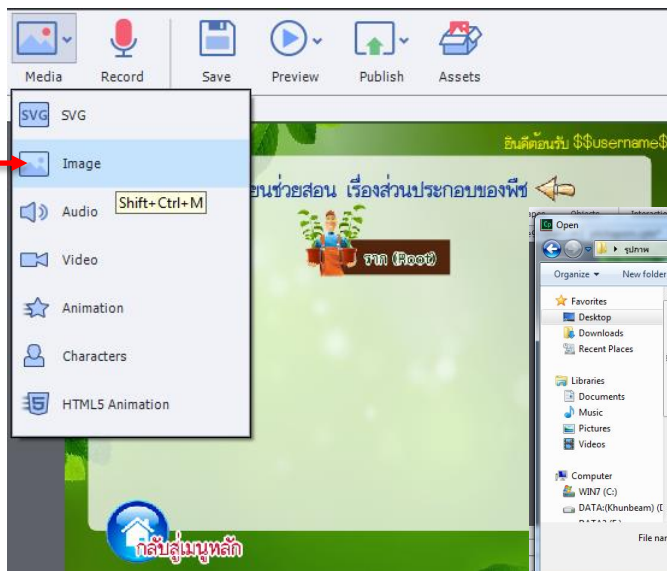 Media Record Save Preview Publish Assets
SVG SVG
Image
Shift+Ctrl+M
Audio
Video
Animation
Characters
HTML5 Animation
ยินดีต้อนรับ $$username$
ยนช่วยสอน เรื่องส่วนประกอบของพืช
ราก (Root)
กลับสู่เมนูหลัก
Objects
Open
รูปภาพ
Organize New folder
Favorites
Desktop
Downloads
Recent Places
Libraries
Documents
Music
Pictures
Videos
Computer
WIN7 (C:)
DATA:(Khunbeam) (
File nar